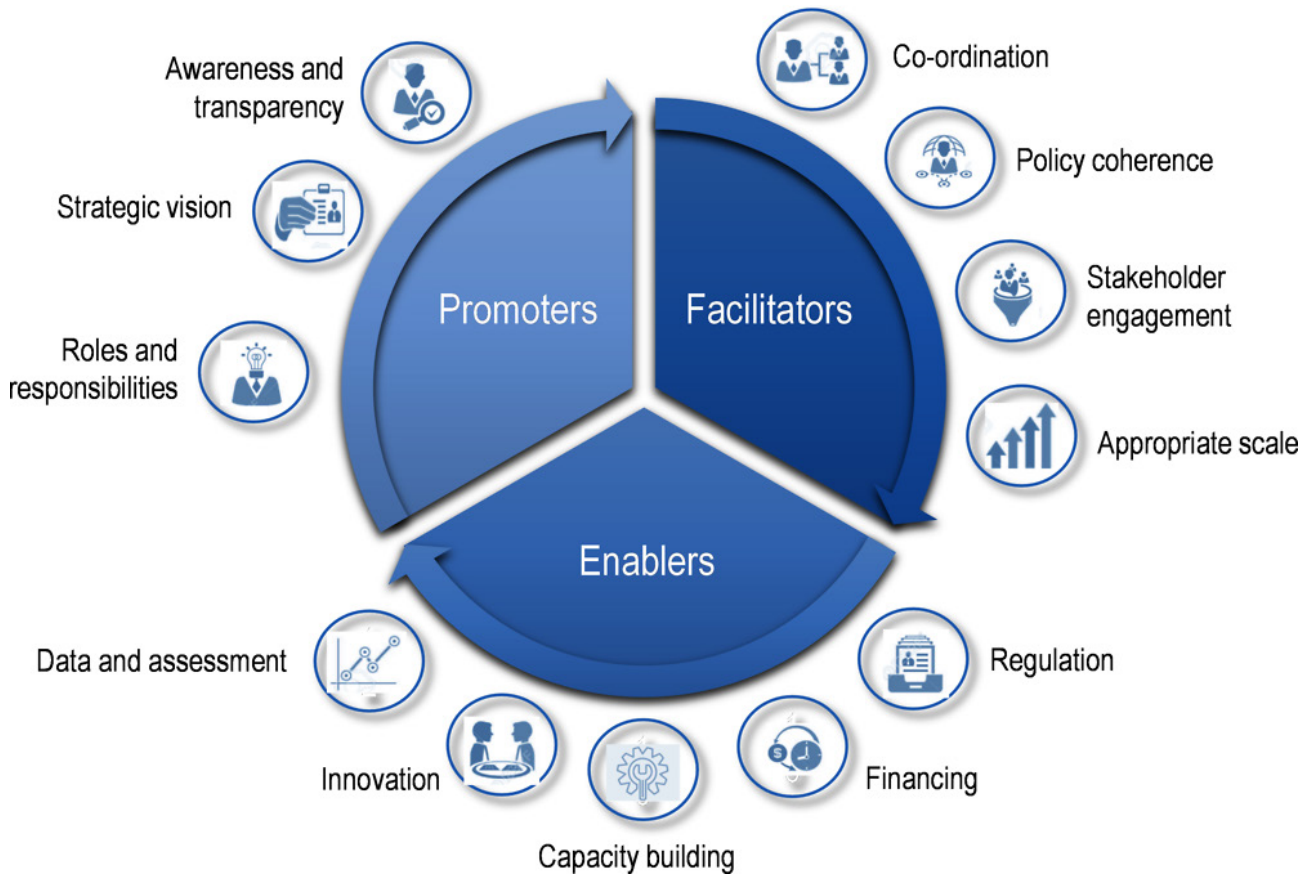 Awareness and
transparency
Strategic vision
Roles and
responsibilities
Promoters
Co-ordination
Policy coherence
Stakeholder
engagement
Appropriate scale
Facilitators
Enablers
Regulation
Financing
Capacity building
Innovation
Data and assessment
$